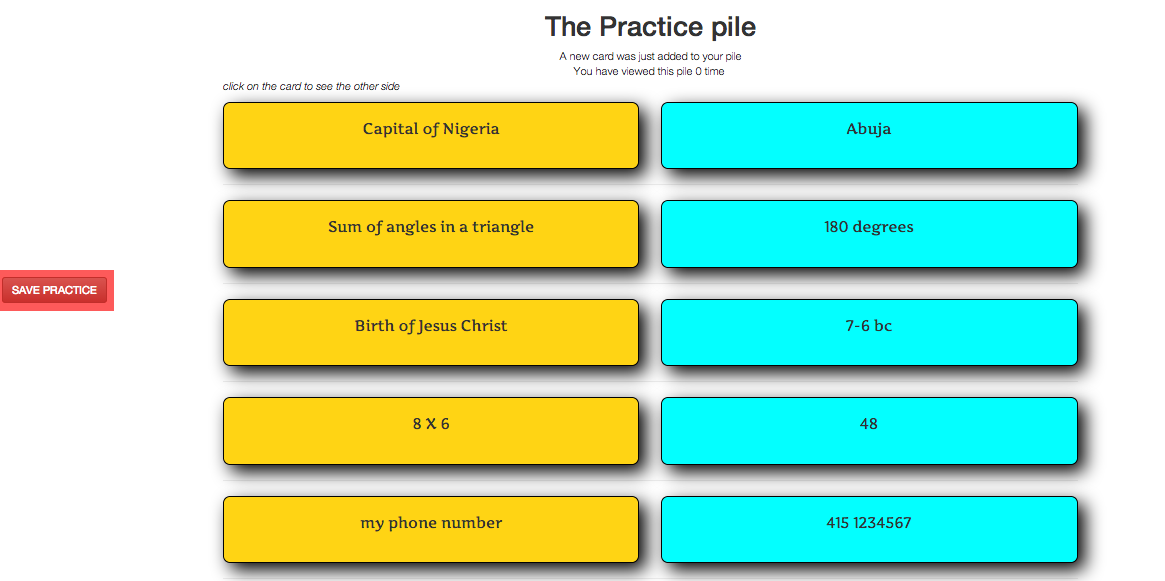 The Practice pile
A new card was just added to your pile
You have viewed this pile 0 time
click on the card to see the other side
Capital of Nigeria
Abuja
Sum of angles in a triangle
180 degrees
SAVE PRACTICE
Birth of Jesus Christ
7-6 bc
8 X 6
48
my phone number
415 1234567